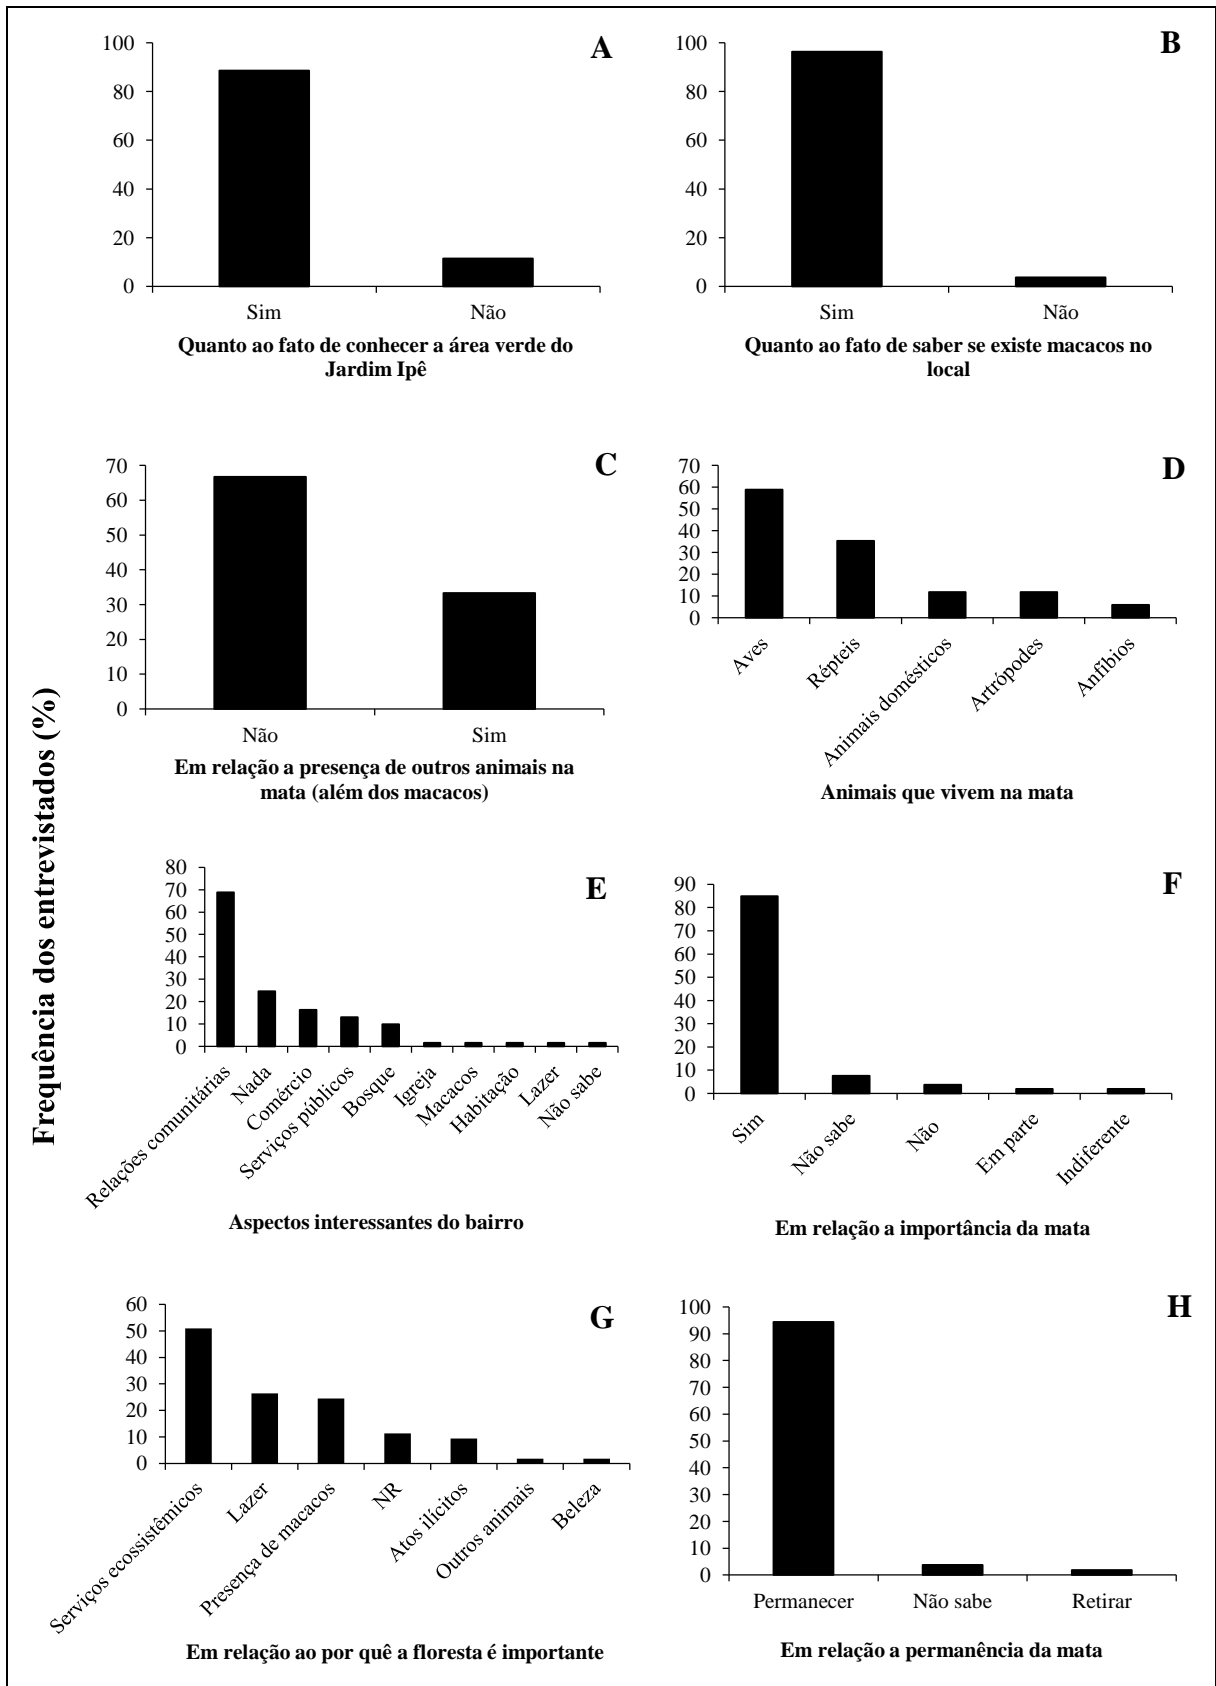 Frequência dos entrevistados (%)
A
100
80
60
40
20
0
Sim
Não
Quanto ao fato de conhecer a área verde do
Jardim Ipê
B
100
80
60
40
20
0
Sim
Não
Quanto ao fato de saber se existe macacos no
local
C
70
60
50
40
30
20
10
0
Não
Sim
Em relação a presença de outros animais na
mata (além dos macacos)
D
70
60
50
40
30
20
10
0
Aves
Répteis
Animais domésticos
Artrópodes
Anfíbios
Animais que vivem na mata
E
80
70
60
50
40
30
20
10
0
Relações comunitárias
Nada
Comércio
Serviços públicos
Bosque
Igreja
Macacos
Habitação
Lazer
Não sabe
Aspectos interessantes do bairro
F
90
80
70
60
50
40
30
20
10
0
Sim
Não sabe
Não
Em parte
Indiferente
Em relação a importância da mata
G
60
50
40
30
20
10
0
Serviços ecossistêmicos
Lazer
Presença de macacos
NR
Atos ilícitos
Outros animais
Beleza
Em relação ao por quê a floresta é importante
H
100
90
80
70
60
50
40
30
20
10
0
Permanecer
Não sabe
Retirar
Em relação a permanência da mata